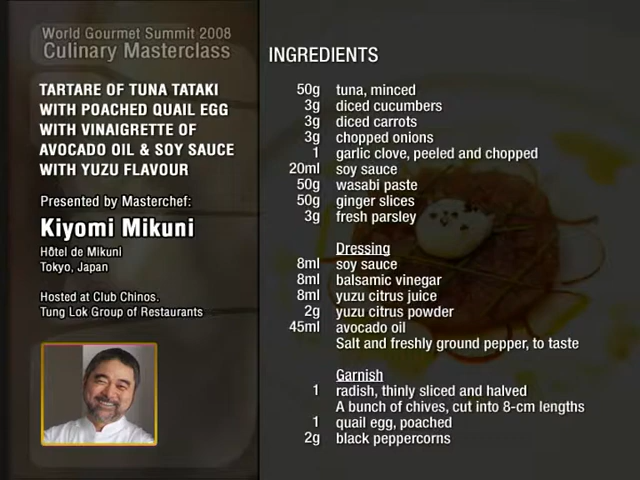 World Gourmet Summit 2008
Culinary Masterclass
TARTARE OF TUNA TATAKI
WITH POACHED QUAIL EGG
WITH VINAIGRETTE OF
AVOCADO OIL & SOY SAUCE
WITH YUZU FLAVOUR
Presented by Masterchef:
Kiyomi Mikuni
Hôtel de Mikuni
Tokyo, Japan
Hosted at Club Chinos.
Tung Lok Group of Restaurants
INGREDIENTS
50g tuna, minced
3g diced cucumbers
3g diced carrots
3g chopped onions
1 garlic clove, peeled and chopped
20ml soy sauce
50g wasabi paste
50g ginger slices
3g fresh parsley
Dressing
8ml soy sauce
8ml balsamic vinegar
8ml yuzu citrus juice
2g yuzu citrus powder
45ml avocado oil
Salt and freshly ground pepper, to taste
Garnish
1 radish, thinly sliced and halved
A bunch of chives, cut into 8-cm lengths
1 quail egg, poached
2g black peppercorns